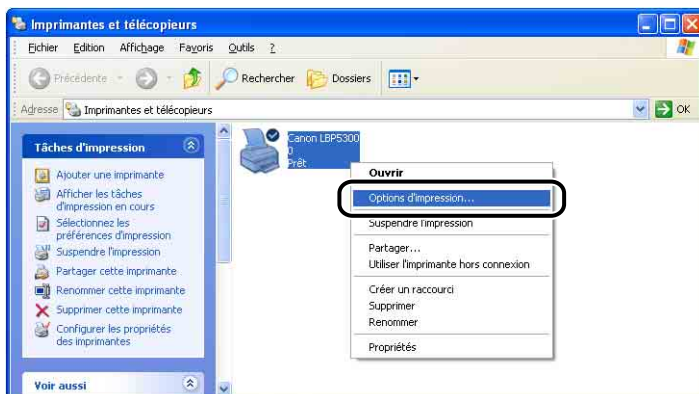 Imprimantes et télécopieurs
Fichier Edition Affichage Favoris Outils ?
Précédente Rechercher Dossiers
Adresse Imprimantes et télécopieurs OK
Tâches d'impression
Ajouter une imprimante
Afficher les tâches
d'impression en cours
Sélectionnez les
préférences d'impression
Suspendre l'impression
Partager cette imprimante
Renommer cette imprimante
Supprimer cette imprimante
Configurer les propriétés
des imprimantes
Voir aussi
Canon LBP5300
0
Prêt
Ouvrir
Options d'impression...
Suspendre l'impression
Partager...
Utiliser l'imprimante hors connexion
Créer un raccourci
Supprimer
Renommer
Propriétés